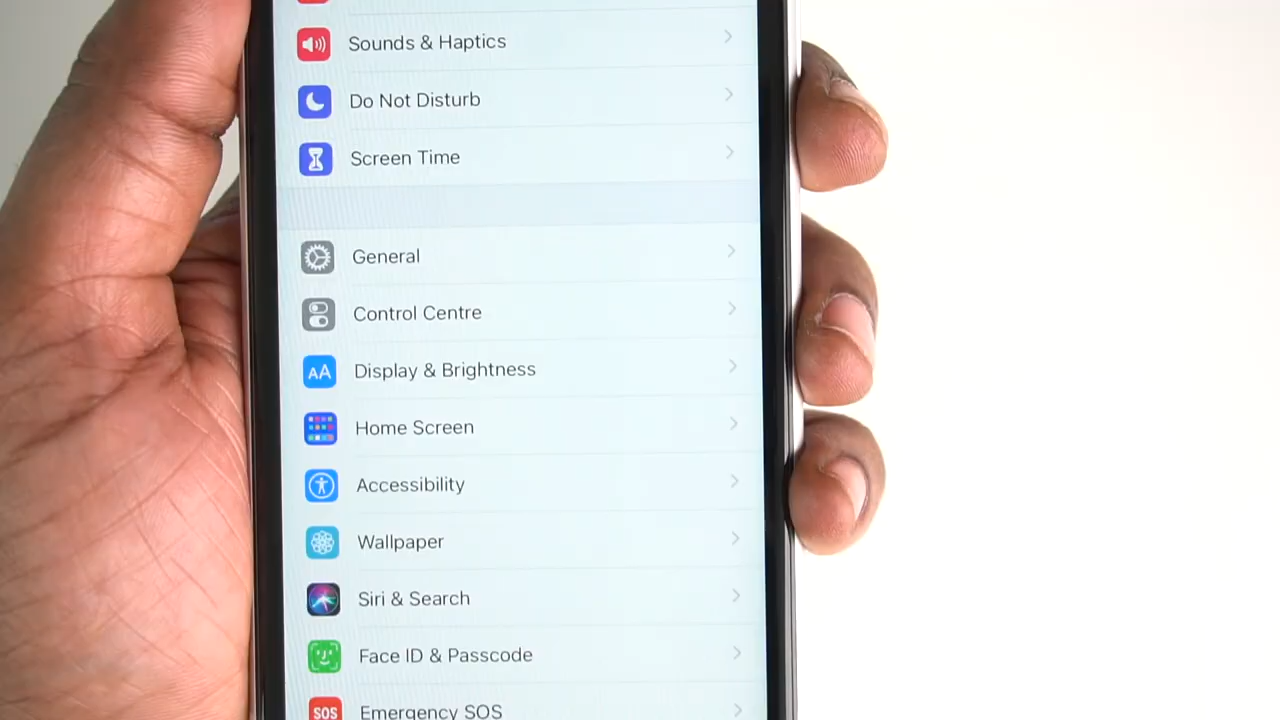 Sounds & Haptics
Do Not Disturb
Screen Time
General
Control Centre
AA Display & Brightness
Home Screen
Accessibility
Wallpaper
Siri & Search
Face ID & Passcode
SOS Emergency SOS